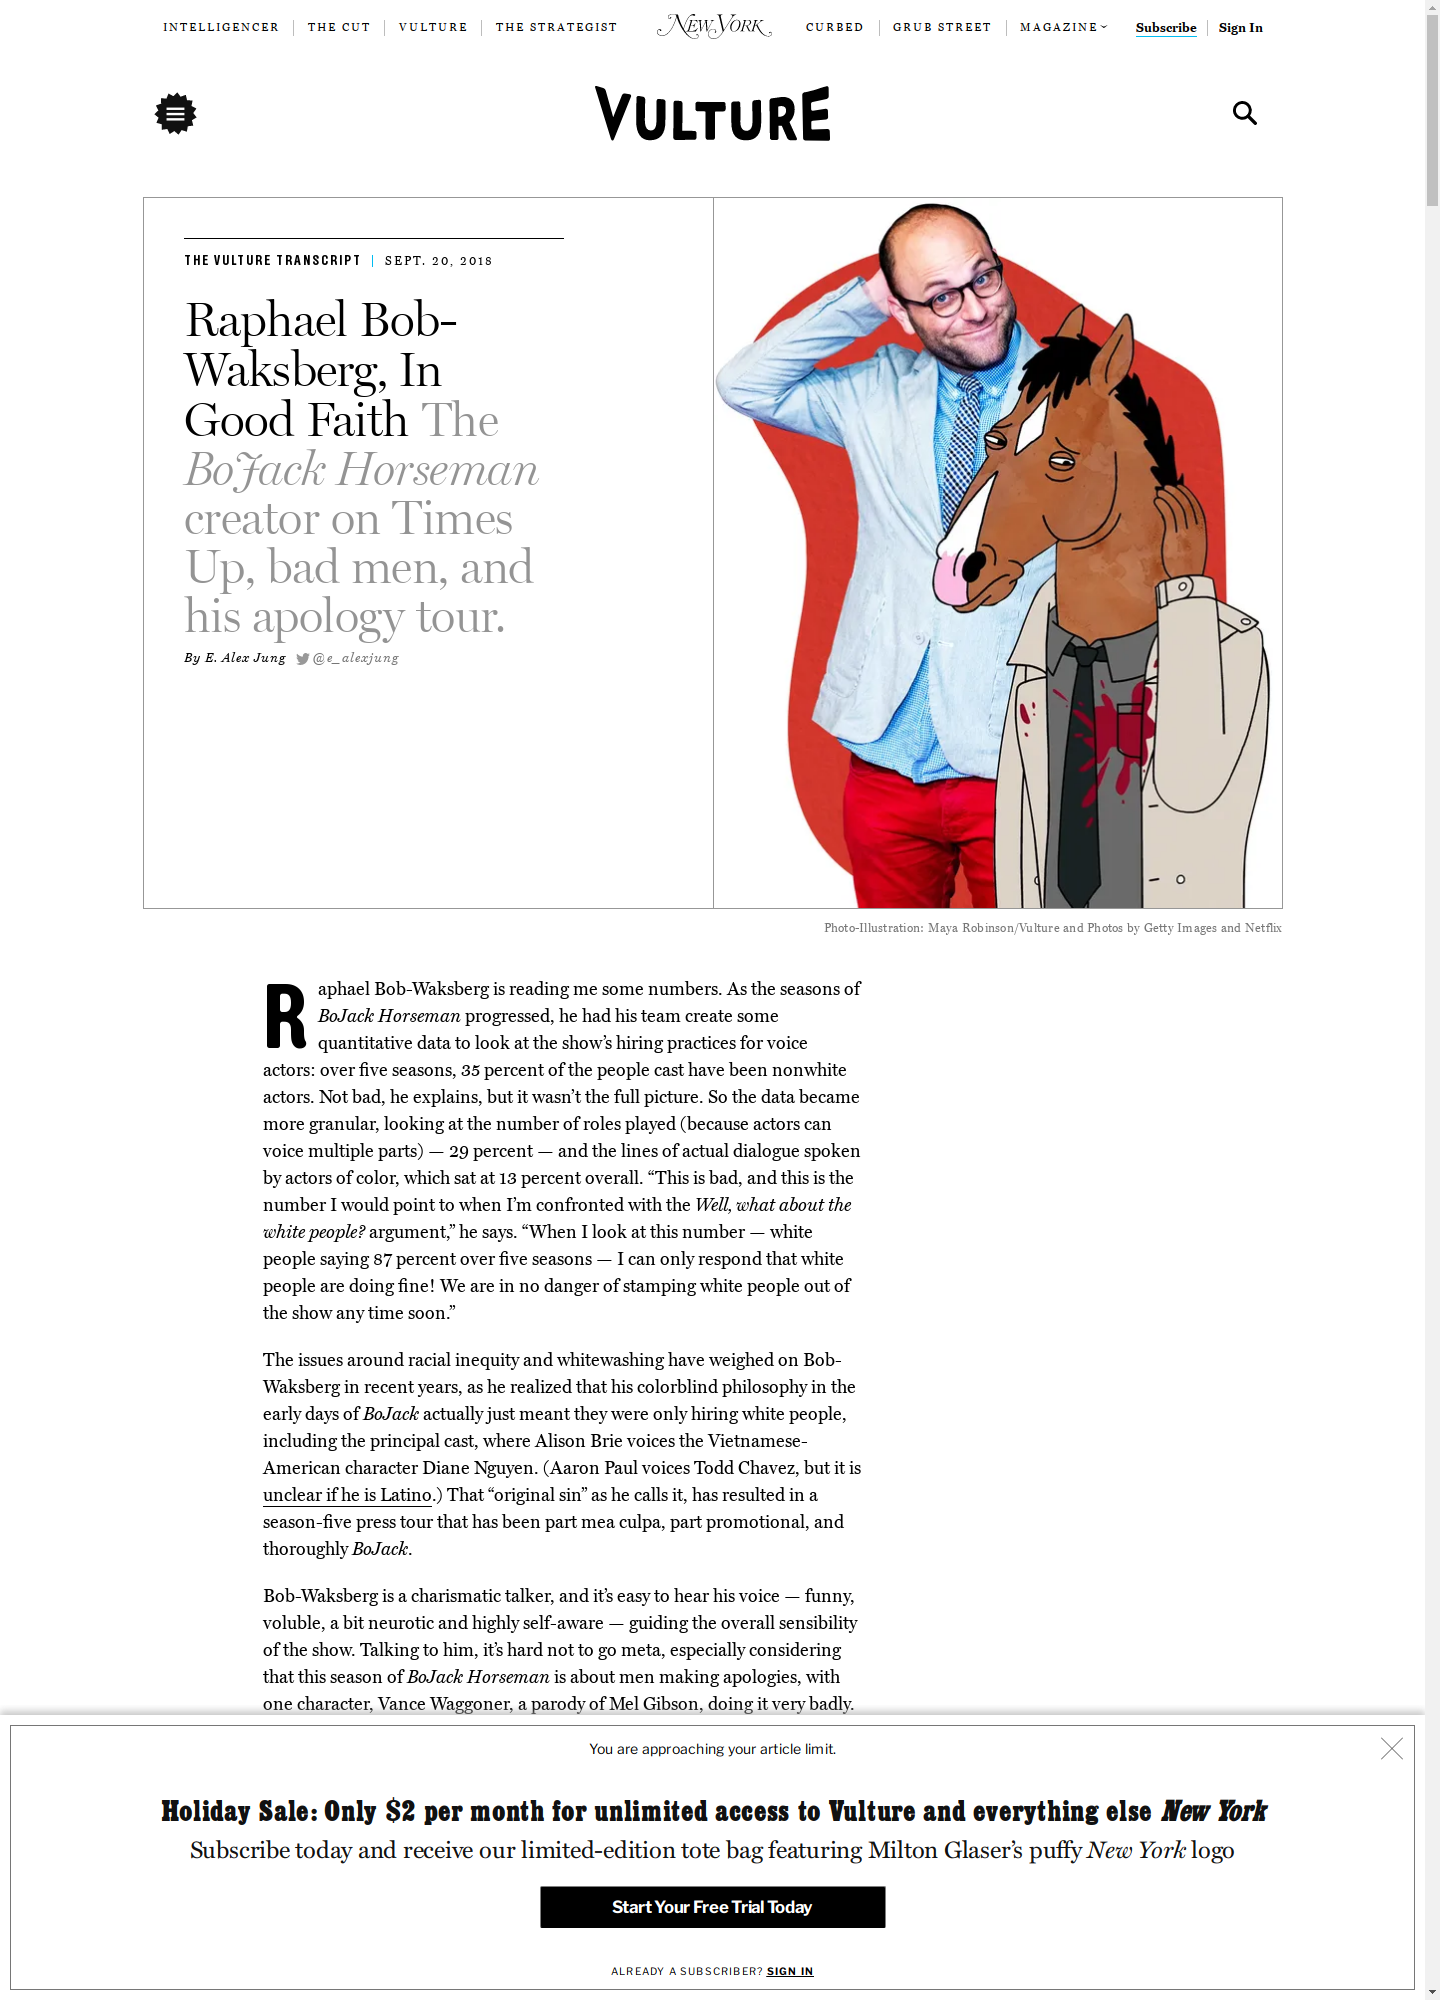 INTELLIGENCER
THE CUT
VULTURE
THE STRATEGIST
NEW YORK
CURBED
GRUB STREET
MAGAZINE
Subscribe
Sign In
VULTURE
THE VULTURE TRANSCRIPT | SEPT. 20, 2018
Raphael Bob-
Waksberg, In
Good Faith The
BoJack Horseman
creator on Times
Up, bad men, and
his apology tour.
By E. Alex Jung @e_alexjung
Photo-Illustration: Maya Robinson/Vulture and Photos by Getty Images and Netflix
Raphael Bob-Waksberg is reading me some numbers. As the seasons of
BoJack Horseman progressed, he had his team create some
quantitative data to look at the show’s hiring practices for voice
actors: over five seasons, 35 percent of the people cast have been nonwhite
actors. Not bad, he explains, but it wasn’t the full picture. So the data became
more granular, looking at the number of roles played (because actors can
voice multiple parts) — 29 percent — and the lines of actual dialogue spoken
by actors of color, which sat at 13 percent overall. “This is bad, and this is the
number I would point to when I’m confronted with the Well, what about the
white people? argument,” he says. “When I look at this number — white
people saying 87 percent over five seasons — I can only respond that white
people are doing fine! We are in no danger of stamping white people out of
the show any time soon.”
The issues around racial inequity and whitewashing have weighed on Bob-
Waksberg in recent years, as he realized that his colorblind philosophy in the
early days of BoJack actually just meant they were only hiring white people,
including the principal cast, where Alison Brie voices the Vietnamese-
American character Diane Nguyen. (Aaron Paul voices Todd Chavez, but it is
unclear if he is Latino.) That “original sin” as he calls it, has resulted in a
season-five press tour that has been part mea culpa, part promotional, and
thoroughly BoJack.
Bob-Waksberg is a charismatic talker, and it’s easy to hear his voice — funny,
voluble, a bit neurotic and highly self-aware — guiding the overall sensibility
of the show. Talking to him, it’s hard not to go meta, especially considering
that this season of BoJack Horseman is about men making apologies, with
one character, Vance Waggoner, a parody of Mel Gibson, doing it very badly.
You are approaching your article limit.
Holiday Sale: Only $2 per month for unlimited access to Vulture and everything else New York
Subscribe today and receive our limited-edition tote bag featuring Milton Glaser’s puffy New York logo
Start Your Free Trial Today
ALREADY A SUBSCRIBER? SIGN IN